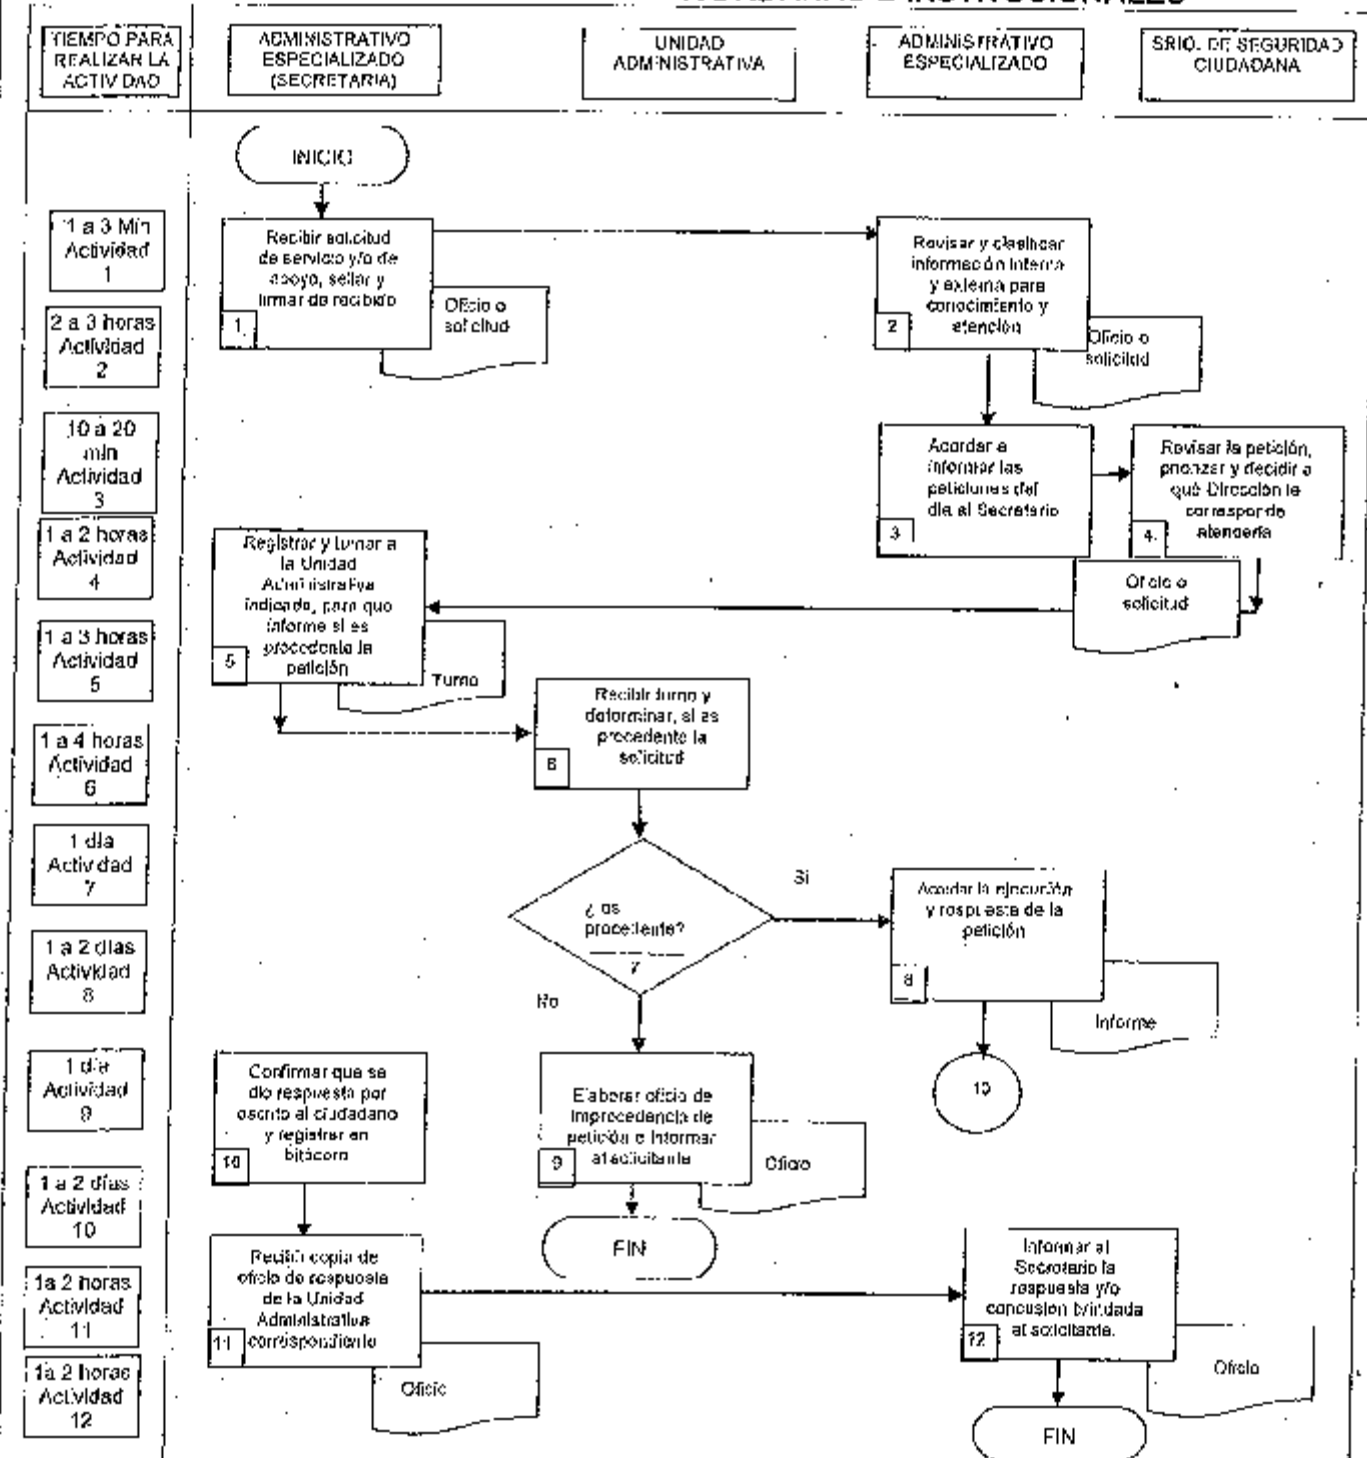 E INSTITUCIONALES
TIEMPO PARA
REALIZAR LA
ACTIVIDAD
ADMINISTRATIVO
ESPECIALIZADO
(SECRETARIA)
UNIDAD
ADMINISTRATIVA
ADMINISTRATIVO
ESPECIALIZADO
SRIO. DE SEGURIDAD
CIUDADANA
INICIO
1 a 3 Min
Actividad
1
2 a 3 horas
Actividad
2
10 a 20
min
Actividad
3
1 a 2 horas
Actividad
4
1 a 3 horas
Actividad
5
1 a 4 horas
Actividad
6
1 día
Actividad
7
1 a 2 días
Actividad
8
1 día
Actividad
9
1 a 2 días
Actividad
10
1a 2 horas
Actividad
11
1a 2 horas
Actividad
12
Recibir solicitud
de servicio y/o de
apoyo, sellar y
firmar de recibido
1.
Oficio o
solicitud
Revisar y clasificar
información interna
y externa para
conocimiento y
atención
2
Oficio o
solicitud
Acordar e
informar las
peticiones del
día al Secretario
3
Revisar la petición,
priorizar y decidir a
qué Dirección le
corresponde
atenderla
4.
Oficio o
solicitud
Registrar y turnar a
la Unidad
Administrativa
indicada, para que
informe si es
procedente la
petición
5
Turno
Recibir turno y
determinar, si es
procedente la
solicitud
6
¿ es
procedente?
7
Si
No
Acordar la ejecución
y respuesta de la
petición
8
Informe
10
Elaborar oficio de
improcedencia de
petición e informar
al solicitante
9
Oficio
FIN
Confirmar que se
dio respuesta por
escrito al ciudadano
y registrar en
bitácora
10
Recibir copia de
oficio de respuesta
de la Unidad
Administrativa
correspondiente
11
Oficio
Informar al
Secretario la
respuesta y/o
concusión brindada
al solicitante.
12
Oficio
FIN